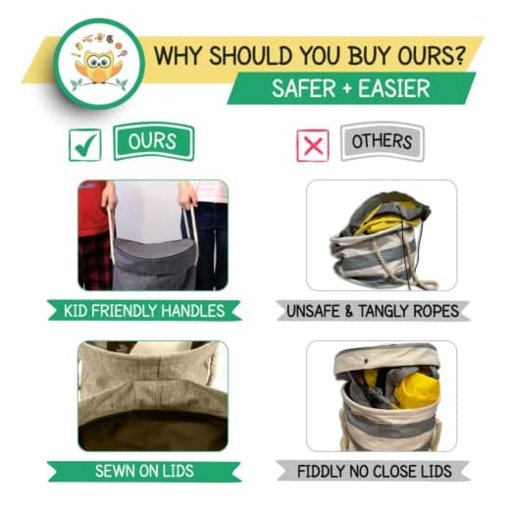 WHY SHOULD YOU BUY OURS?
SAFER + EASIER
OURS
OTHERS
KID FRIENDLY HANDLES
UNSAFE & TANGLY ROPES
SEWN ON LIDS
FIDDLY NO CLOSE LIDS